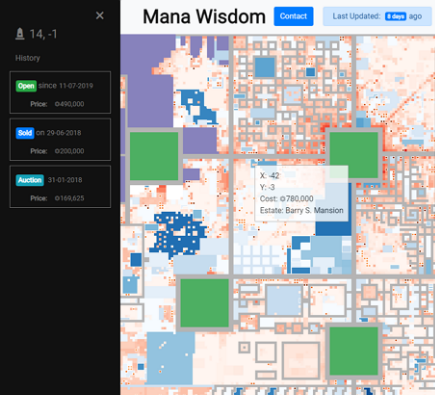 ×
14, -1
History
Open since 11-07-2019
Price: ⏣490,000
Sold on 29-06-2018
Price: ⏣200,000
Auction 31-01-2018
Price: ⏣169,625
Mana Wisdom
Contact
Last Updated: 8 days ago
X: -42
Y: -3
Cost: ⏣780,000
Estate: Barry S. Mansion